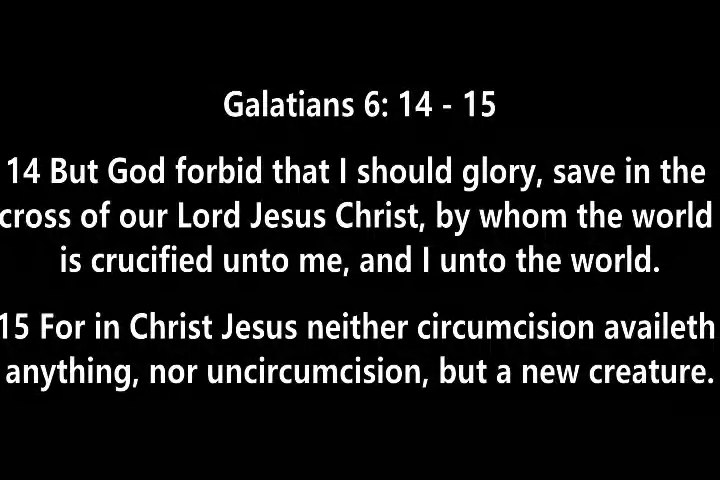 Galatians 6: 14 - 15
14 But God forbid that I should glory, save in the
cross of our Lord Jesus Christ, by whom the world
is crucified unto me, and I unto the world.
15 For in Christ Jesus neither circumcision availeth
anything, nor uncircumcision, but a new creature.